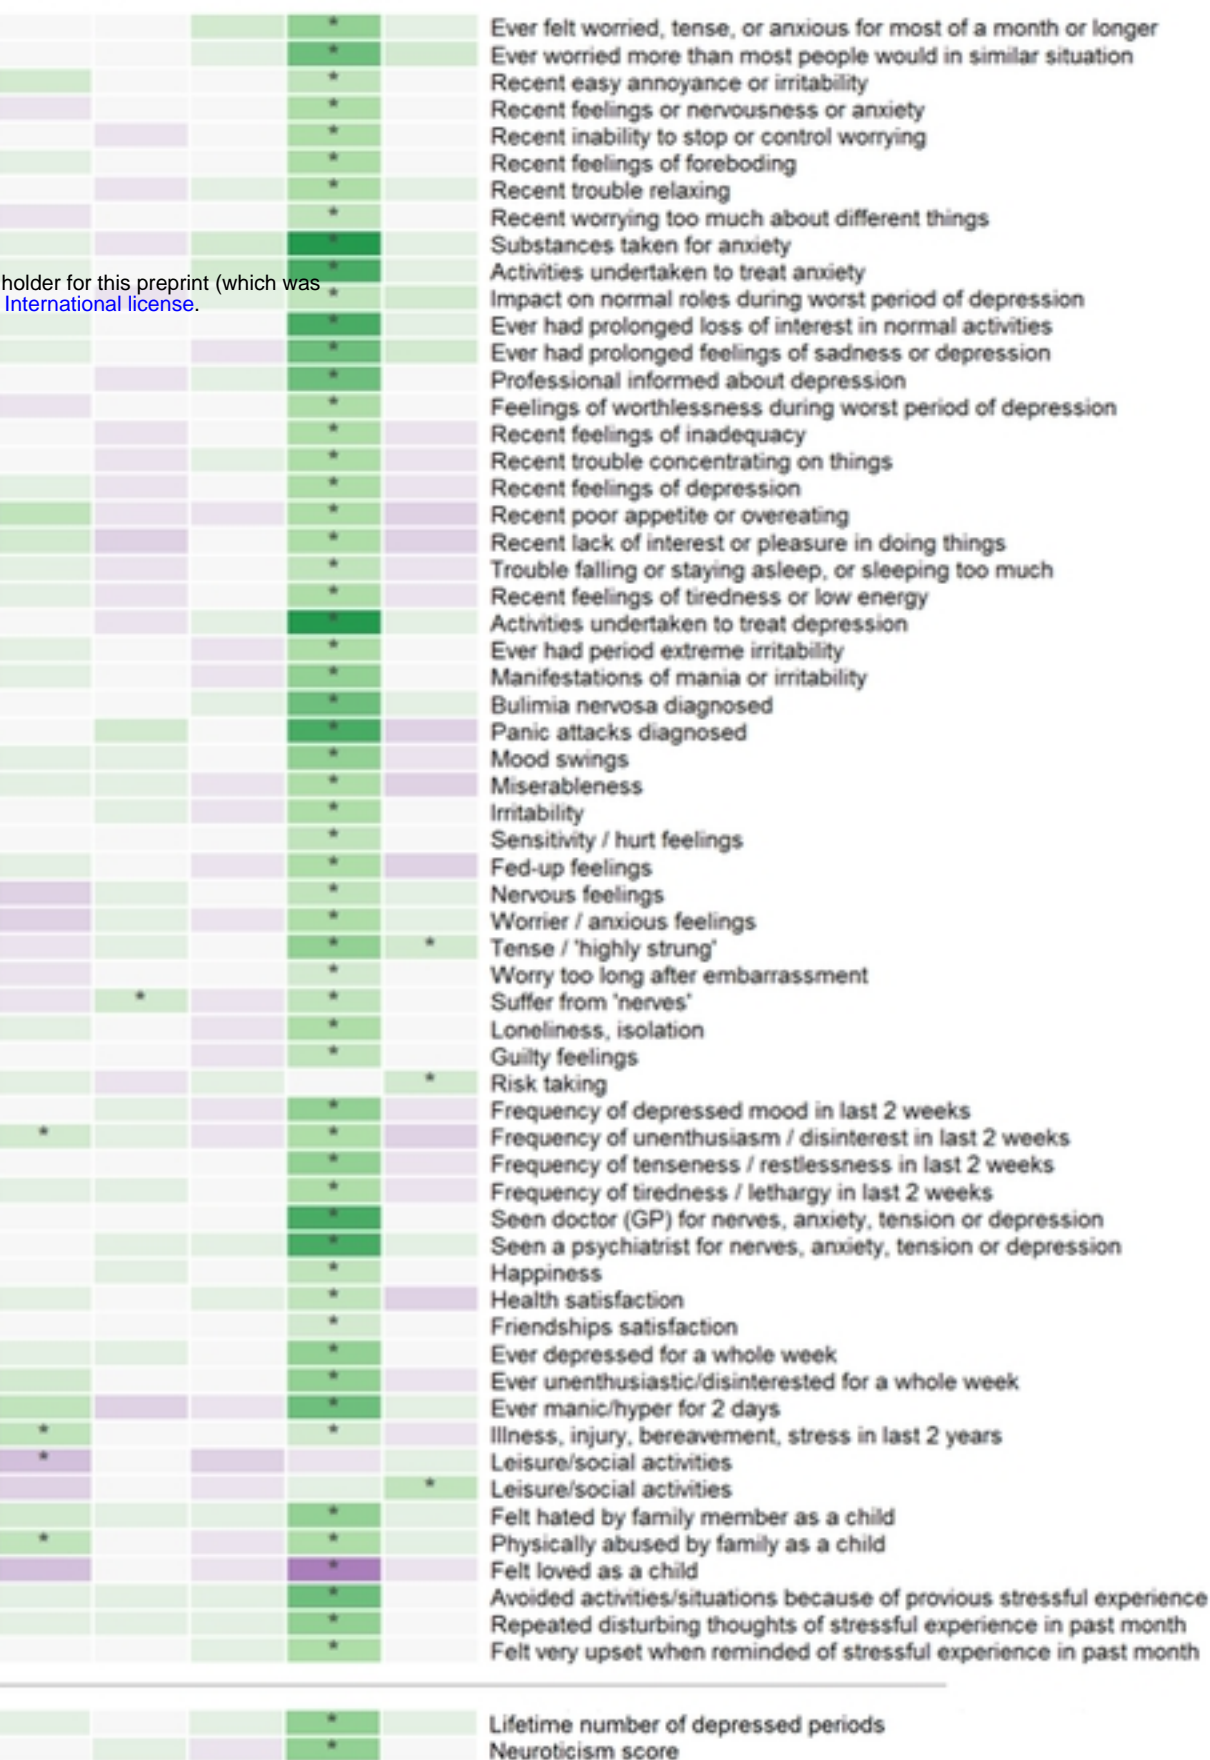 Ever felt worried, tense, or anxious for most of a month or longer
Ever worried more than most people would in similar situation
Recent easy annoyance or irritability
Recent feelings or nervousness or anxiety
Recent inability to stop or control worrying
Recent feelings of foreboding
Recent trouble relaxing
Recent worrying too much about different things
Substances taken for anxiety
Activities undertaken to treat anxiety
holder for this preprint (which was
International license.
Impact on normal roles during worst period of depression
Ever had prolonged loss of interest in normal activities
Ever had prolonged feelings of sadness or depression
Professional informed about depression
Feelings of worthlessness during worst period of depression
Recent feelings of inadequacy
Recent trouble concentrating on things
Recent feelings of depression
Recent poor appetite or overeating
Recent lack of interest or pleasure in doing things
Trouble falling or staying asleep, or sleeping too much
Recent feelings of tiredness or low energy
Activities undertaken to treat depression
Ever had period extreme irritability
Manifestations of mania or irritability
Bulimia nervosa diagnosed
Panic attacks diagnosed
Mood swings
Miserableness
Irritability
Sensitivity / hurt feelings
Fed-up feelings
Nervous feelings
Worrier / anxious feelings
Tense / 'highly strung'
Worry too long after embarrassment
Suffer from 'nerves'
Loneliness, isolation
Guilty feelings
Risk taking
Frequency of depressed mood in last 2 weeks
Frequency of unenthusiasm / disinterest in last 2 weeks
Frequency of tenseness / restlessness in last 2 weeks
Frequency of tiredness / lethargy in last 2 weeks
Seen doctor (GP) for nerves, anxiety, tension or depression
Seen a psychiatrist for nerves, anxiety, tension or depression
Happiness
Health satisfaction
Friendships satisfaction
Ever depressed for a whole week
Ever unenthusiastic/disinterested for a whole week
Ever manic/hyper for 2 days
Illness, injury, bereavement, stress in last 2 years
Leisure/social activities
Leisure/social activities
Felt hated by family member as a child
Physically abused by family as a child
Felt loved as a child
Avoided activities/situations because of provious stressful experience
Repeated disturbing thoughts of stressful experience in past month
Felt very upset when reminded of stressful experience in past month
Lifetime number of depressed periods
Neuroticism score